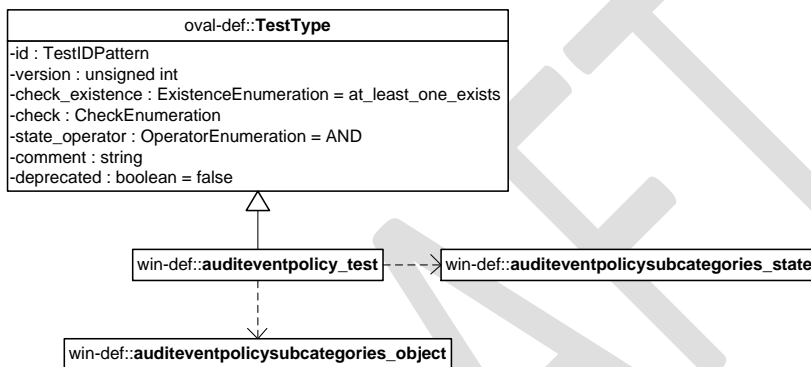 oval-def::TestType
-id : TestIDPattern
-version : unsigned int
-check_existence : ExistenceEnumeration = at_least_one_exists
-check : CheckEnumeration
-state_operator : OperatorEnumeration = AND
-comment : string
-deprecated : boolean = false
win-def::auditeventpolicy_test
win-def::auditeventpolicysubcategories_state
win-def::auditeventpolicysubcategories_object